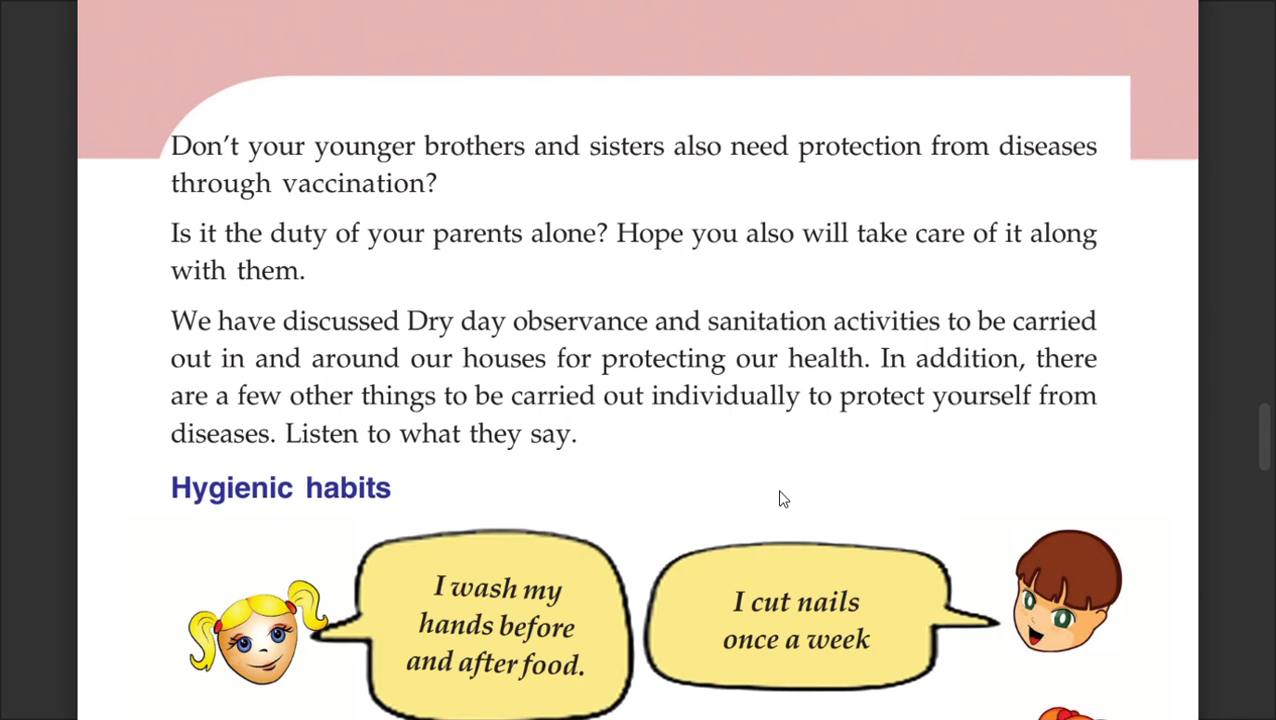 Don't your younger brothers and sisters also need protection from diseases
through vaccination?
Is it the duty of your parents alone? Hope you also will take care of it along
with them.
We have discussed Dry day observance and sanitation activities to be carried
out in and around our houses for protecting our health. In addition, there
are a few other things to be carried out individually to protect yourself from
diseases. Listen to what they say.
Hygienic habits
I wash my
hands before
and after food.
I cut nails
once a week